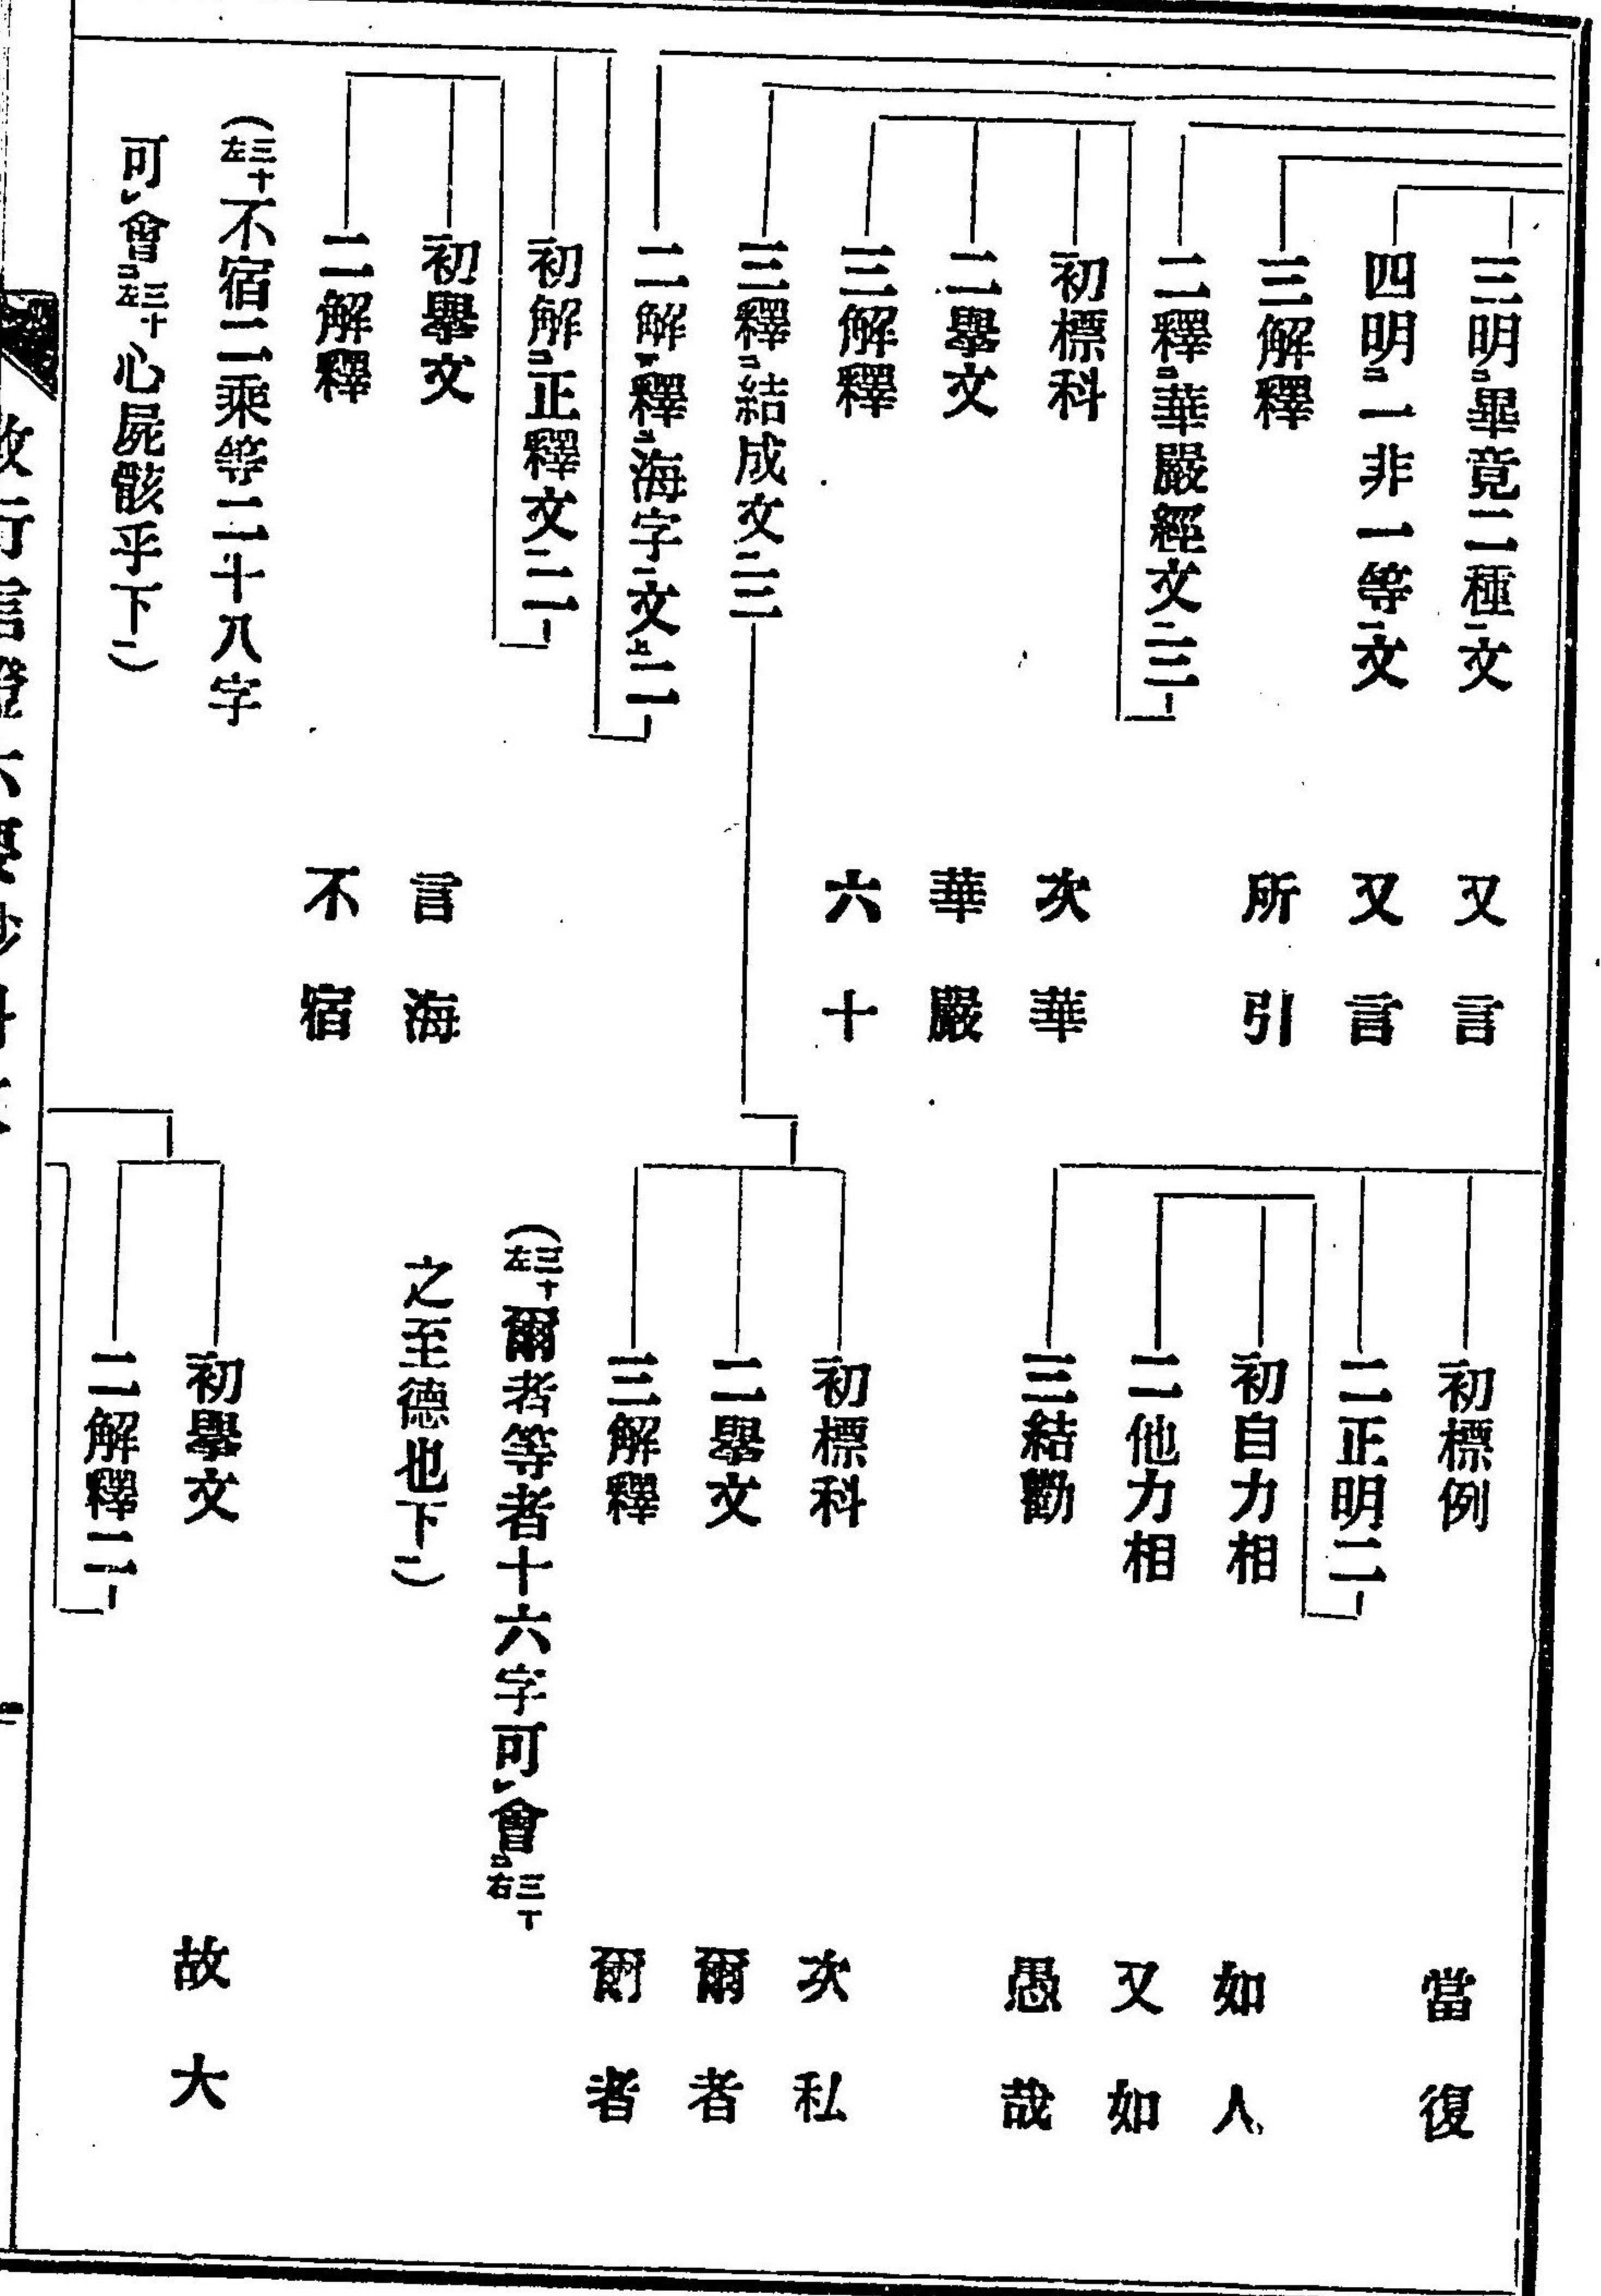 三明畢竟二種文 又言
四明一非一等文 又言
三解釋 所引
二釋華嚴經文三
初標科 次華
二舉文 華嚴
三解釋 六十
三釋結成文三
二解釋海字文二
初解正釋文二
初舉文 言海
二解釋 不宿
(三十左不宿二乘等二十八字
可會三十左心屍骸乎下)
初標例 當復
二正明二
初自力相 如人
二他力相 又如
三結勸 愚哉
初標科 次私
二舉文 爾者
三解釋 爾者
(三十左爾者等者十六字可會三丁右
之至德也下)
初舉文 故大
二解釋二